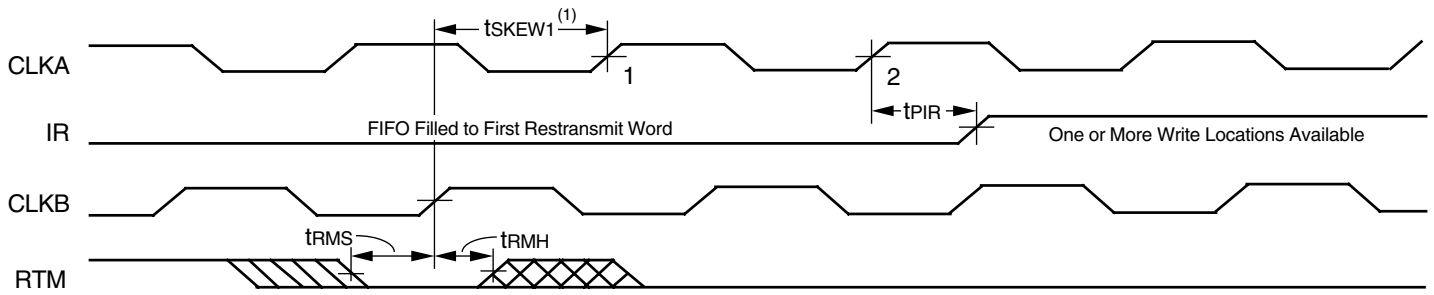 tSKEW1 (1)
CLKA
1
2
tPIR
IR
FIFO Filled to First Restransmit Word
One or More Write Locations Available
CLKB
tRMS
tRMH
RTM